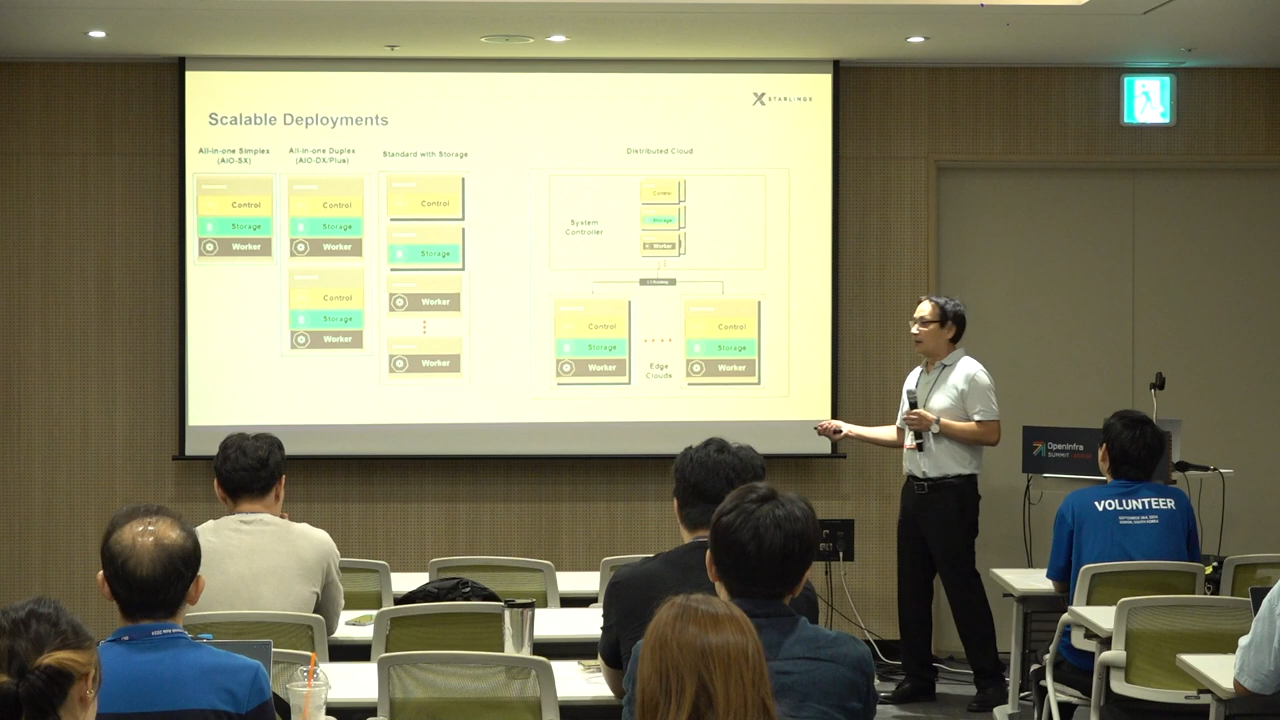 STARLINGX
Scalable Deployments
All-in-one Simplex
(AIO-SX)
All-in-one Duplex
(AIO-DX/Plus)
Standard with Storage
Distributed Cloud
Control
Storage
Worker
Control
Storage
Worker
Control
Storage
Worker
Control
Storage
Worker
Worker
System
Controller
Control
Storage
Worker
Control
Storage
Worker
Edge
Clouds
Control
Storage
Worker
OpenInfra
SUMMIT
VOLUNTEER